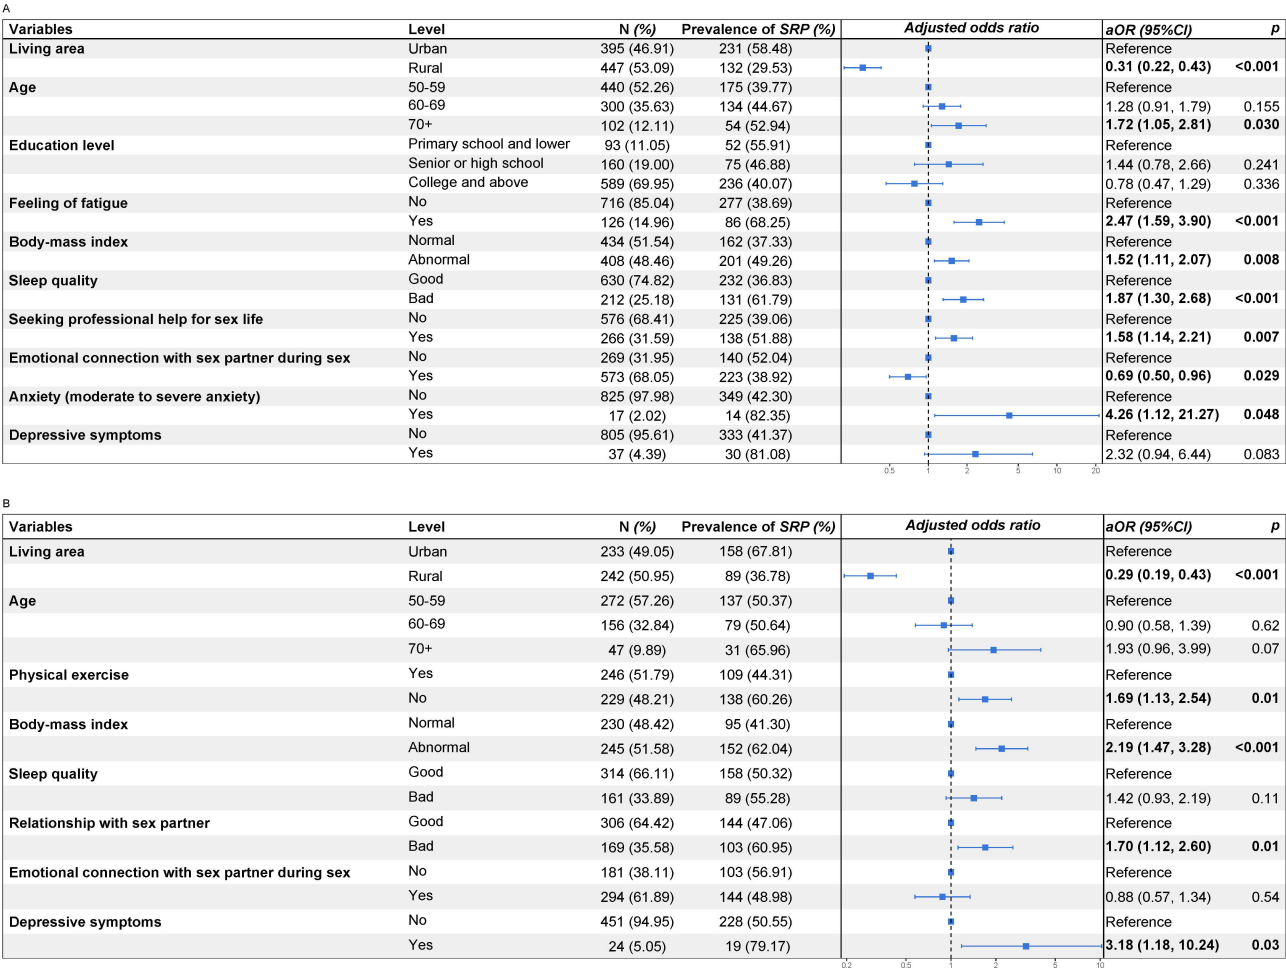 A
Variables Level N (%) Prevalence of SRP (%) Adjusted odds ratio aOR (95%CI) p
Living area Urban 395 (46.91) 231 (58.48) Reference
Rural 447 (53.09) 132 (29.53) 0.31 (0.22, 0.43) <0.001
Age 50-59 440 (52.26) 175 (39.77) Reference
60-69 300 (35.63) 134 (44.67) 1.28 (0.91, 1.79) 0.155
70+ 102 (12.11) 54 (52.94) 1.72 (1.05, 2.81) 0.030
Education level Primary school and lower 93 (11.05) 52 (55.91) Reference
Senior or high school 160 (19.00) 75 (46.88) 1.44 (0.78, 2.66) 0.241
College and above 589 (69.95) 236 (40.07) 0.78 (0.47, 1.29) 0.336
Feeling of fatigue No 716 (85.04) 277 (38.69) Reference
Yes 126 (14.96) 86 (68.25) 2.47 (1.59, 3.90) <0.001
Body-mass index Normal 434 (51.54) 162 (37.33) Reference
Abnormal 408 (48.46) 201 (49.26) 1.52 (1.11, 2.07) 0.008
Sleep quality Good 630 (74.82) 232 (36.83) Reference
Bad 212 (25.18) 131 (61.79) 1.87 (1.30, 2.68) <0.001
Seeking professional help for sex life No 576 (68.41) 225 (39.06) Reference
Yes 266 (31.59) 138 (51.88) 1.58 (1.14, 2.21) 0.007
Emotional connection with sex partner during sex No 269 (31.95) 140 (52.04) Reference
Yes 573 (68.05) 223 (38.92) 0.69 (0.50, 0.96) 0.029
Anxiety (moderate to severe anxiety) No 825 (97.98) 349 (42.30) Reference
Yes 17 (2.02) 14 (82.35) 4.26 (1.12, 21.27) 0.048
Depressive symptoms No 805 (95.61) 333 (41.37) Reference
Yes 37 (4.39) 30 (81.08) 2.32 (0.94, 6.44) 0.083
0.5 1 2 5 10 20
B
Variables Level N (%) Prevalence of SRP (%) Adjusted odds ratio aOR (95%CI) p
Living area Urban 233 (49.05) 158 (67.81) Reference
Rural 242 (50.95) 89 (36.78) 0.29 (0.19, 0.43) <0.001
Age 50-59 272 (57.26) 137 (50.37) Reference
60-69 156 (32.84) 79 (50.64) 0.90 (0.58, 1.39) 0.62
70+ 47 (9.89) 31 (65.96) 1.93 (0.96, 3.99) 0.07
Physical exercise Yes 246 (51.79) 109 (44.31) Reference
No 229 (48.21) 138 (60.26) 1.69 (1.13, 2.54) 0.01
Body-mass index Normal 230 (48.42) 95 (41.30) Reference
Abnormal 245 (51.58) 152 (62.04) 2.19 (1.47, 3.28) <0.001
Sleep quality Good 314 (66.11) 158 (50.32) Reference
Bad 161 (33.89) 89 (55.28) 1.42 (0.93, 2.19) 0.11
Relationship with sex partner Good 306 (64.42) 144 (47.06) Reference
Bad 169 (35.58) 103 (60.95) 1.70 (1.12, 2.60) 0.01
Emotional connection with sex partner during sex No 181 (38.11) 103 (56.91) Reference
Yes 294 (61.89) 144 (48.98) 0.88 (0.57, 1.34) 0.54
Depressive symptoms No 451 (94.95) 228 (50.55) Reference
Yes 24 (5.05) 19 (79.17) 3.18 (1.18, 10.24) 0.03
0.2 0.5 1 2 5 10